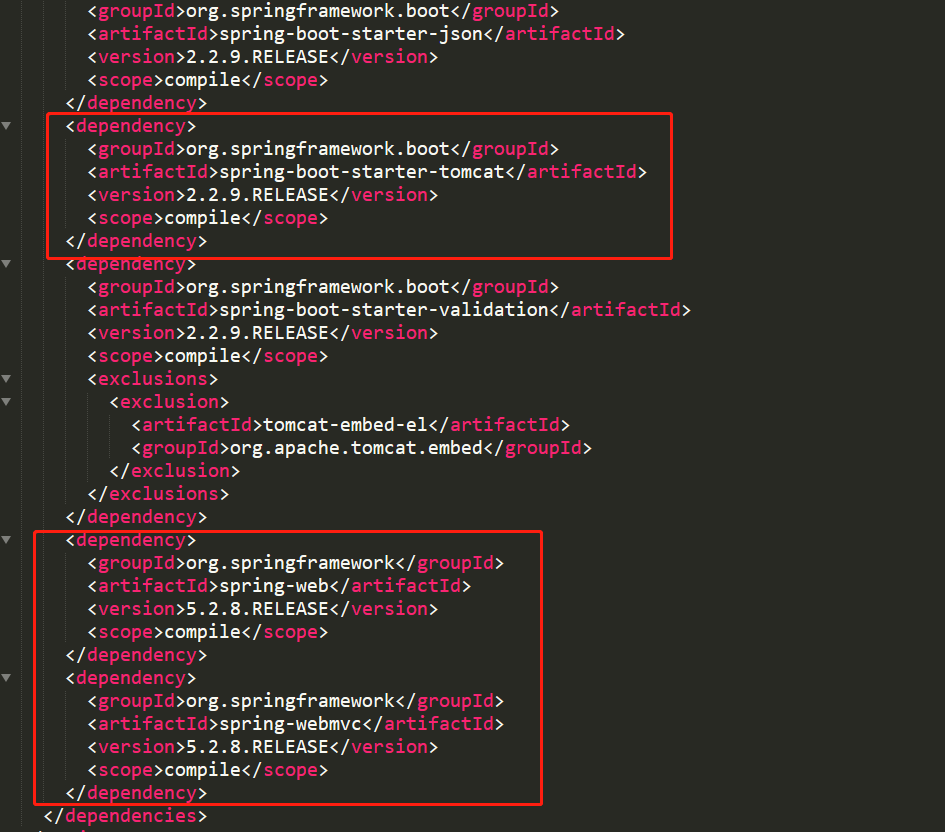 <groupId>org.springframework.boot</groupId>
<artifactId>spring-boot-starter-json</artifactId>
<version>2.2.9.RELEASE</version>
<scope>compile</scope>
</dependency>
<dependency>
<groupId>org.springframework.boot</groupId>
<artifactId>spring-boot-starter-tomcat</artifactId>
<version>2.2.9.RELEASE</version>
<scope>compile</scope>
</dependency>
<dependency>
<groupId>org.springframework.boot</groupId>
<artifactId>spring-boot-starter-validation</artifactId>
<version>2.2.9.RELEASE</version>
<scope>compile</scope>
<exclusions>
<exclusion>
<artifactId>tomcat-embed-el</artifactId>
<groupId>org.apache.tomcat.embed</groupId>
</exclusion>
</exclusions>
</dependency>
<dependency>
<groupId>org.springframework</groupId>
<artifactId>spring-web</artifactId>
<version>5.2.8.RELEASE</version>
<scope>compile</scope>
</dependency>
<dependency>
<groupId>org.springframework</groupId>
<artifactId>spring-webmvc</artifactId>
<version>5.2.8.RELEASE</version>
<scope>compile</scope>
</dependency>
</dependencies>